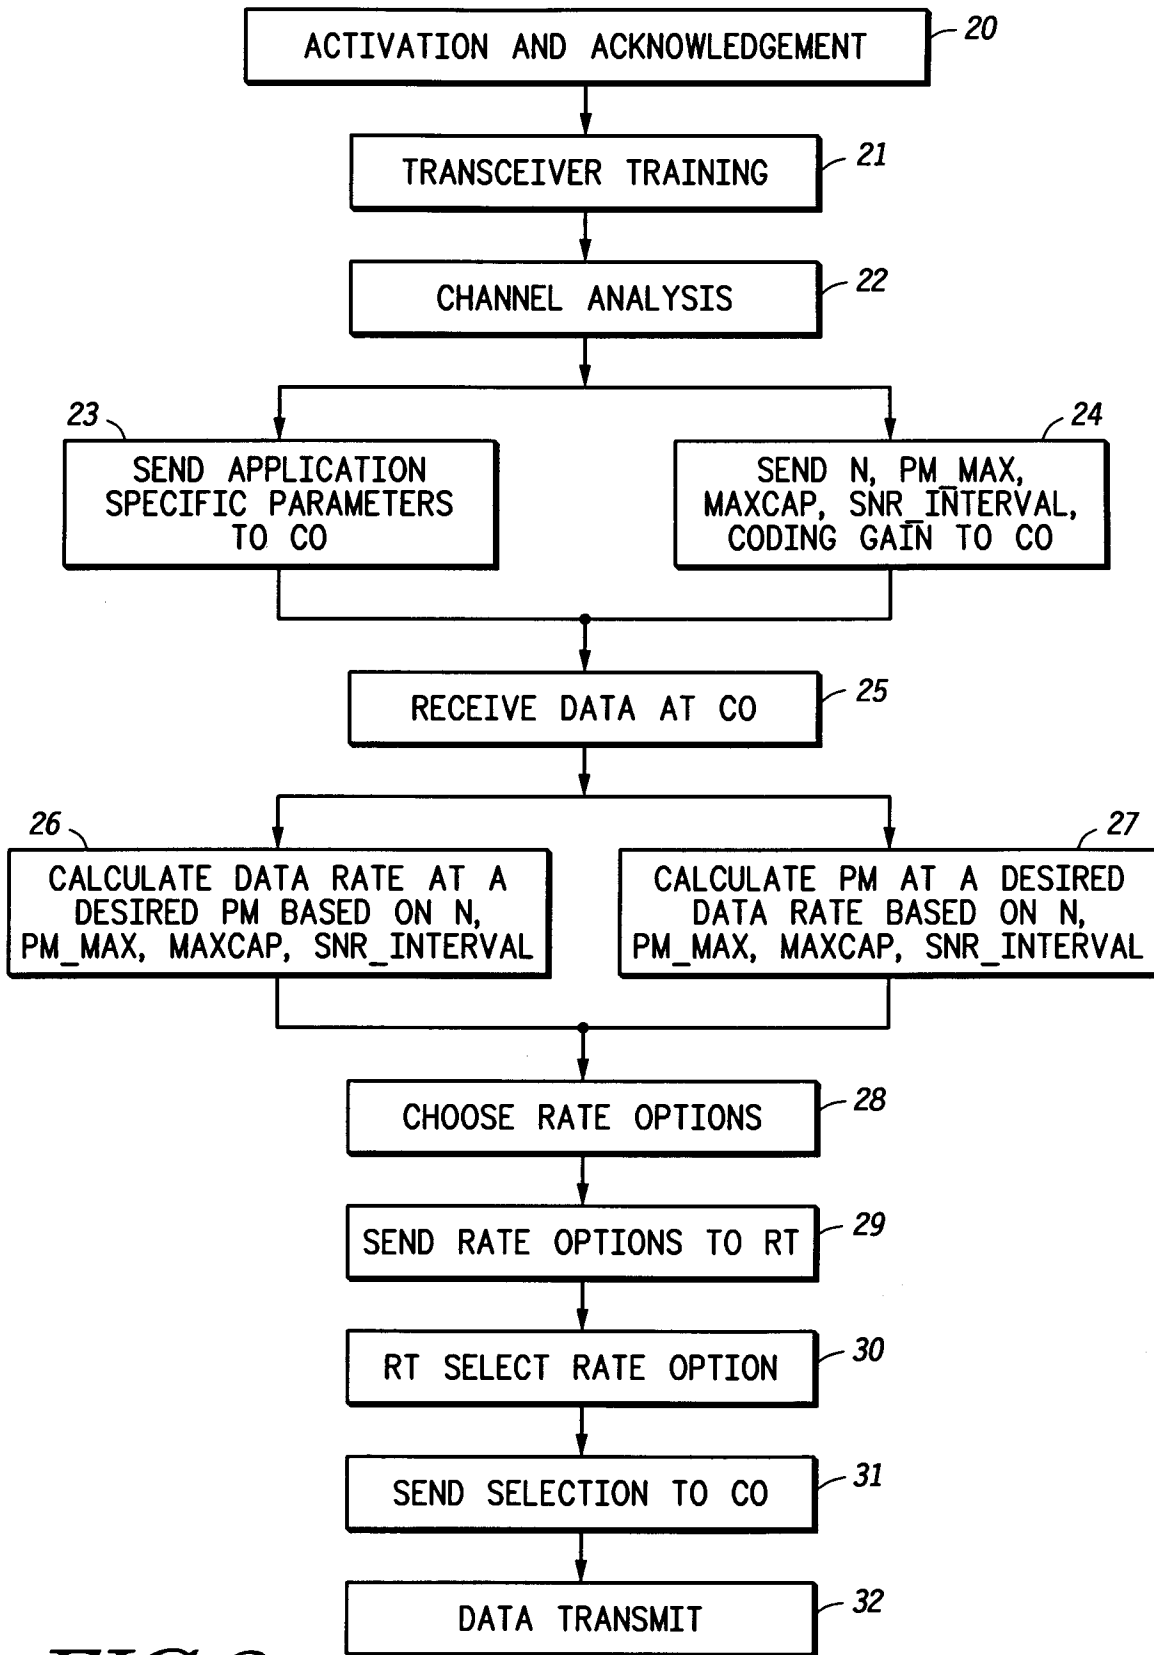 ACTIVATION AND ACKNOWLEDGEMENT
20
TRANSCEIVER TRAINING
21
CHANNEL ANALYSIS
22
23
SEND APPLICATION
SPECIFIC PARAMETERS
TO CO
24
SEND N, PM_MAX,
MAXCAP, SNR_INTERVAL,
CODING GAIN TO CO
RECEIVE DATA AT CO
25
26
CALCULATE DATA RATE AT A
DESIRED PM BASED ON N,
PM_MAX, MAXCAP, SNR_INTERVAL
27
CALCULATE PM AT A DESIRED
DATA RATE BASED ON N,
PM_MAX, MAXCAP, SNR_INTERVAL
CHOOSE RATE OPTIONS
28
SEND RATE OPTIONS TO RT
29
RT SELECT RATE OPTION
30
SEND SELECTION TO CO
31
DATA TRANSMIT
32